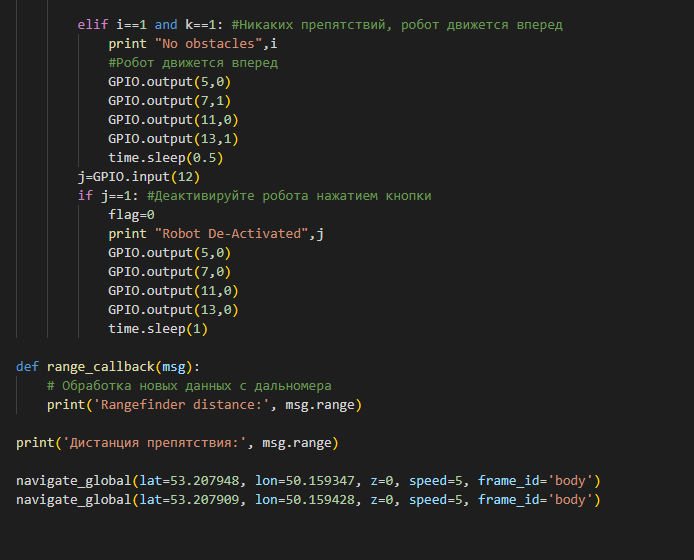 elif i==1 and k==1: #Никаких препятствий, робот движется вперед
print "No obstacles",i
#Робот движется вперед
GPIO.output(5,0)
GPIO.output(7,1)
GPIO.output(11,0)
GPIO.output(13,1)
time.sleep(0.5)
j=GPIO.input(12)
if j==1: #Деактивируйте робота нажатием кнопки
flag=0
print "Robot De-Activated",j
GPIO.output(5,0)
GPIO.output(7,0)
GPIO.output(11,0)
GPIO.output(13,0)
time.sleep(1)
def range_callback(msg):
# Обработка новых данных с дальномера
print('Rangefinder distance:', msg.range)
print('Дистанция препятствия:', msg.range)
navigate_global(lat=53.207948, lon=50.159347, z=0, speed=5, frame_id='body')
navigate_global(lat=53.207909, lon=50.159428, z=0, speed=5, frame_id='body')